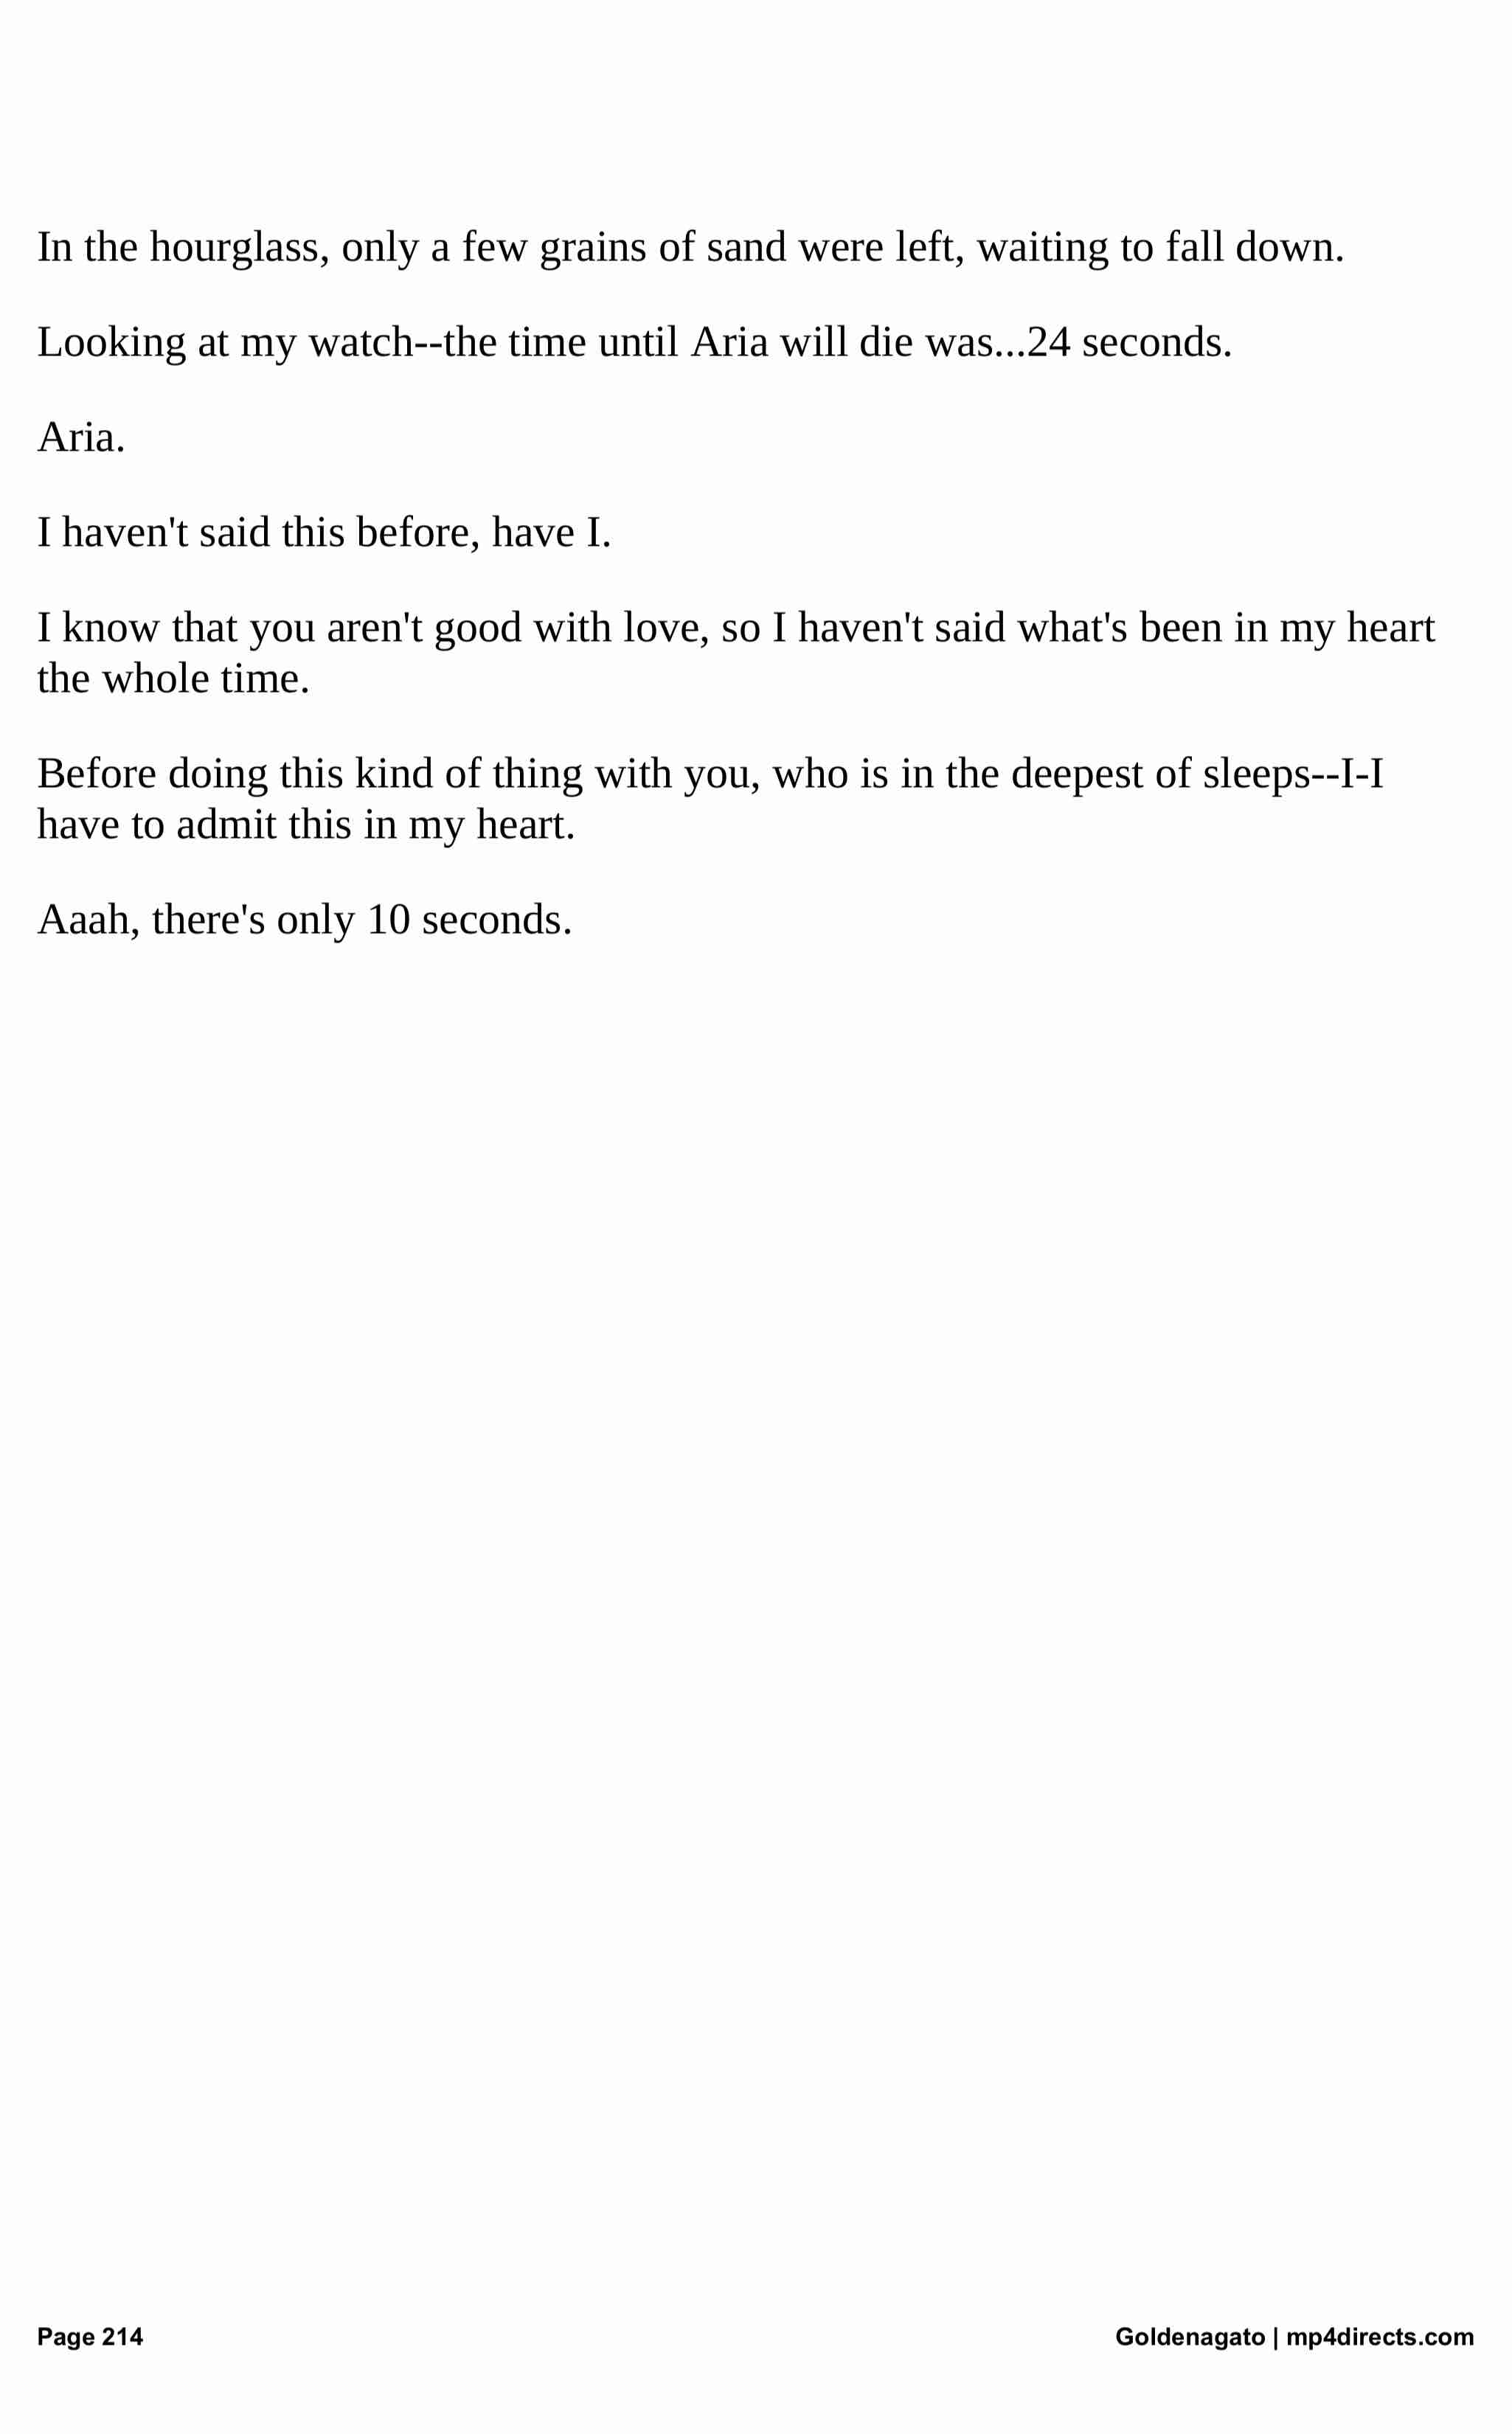 In the hourglass, only a few grains of sand were left, waiting to fall down.
Looking at my watch--the time until Aria will die was...24 seconds.
Aria.
I haven't said this before, have I.
I know that you aren't good with love, so I haven't said what's been in my heart
the whole time.
Before doing this kind of thing with you, who is in the deepest of sleeps--I-I
have to admit this in my heart.
Aaah, there's only 10 seconds.
Page 214
Goldenagato | mp4directs.com